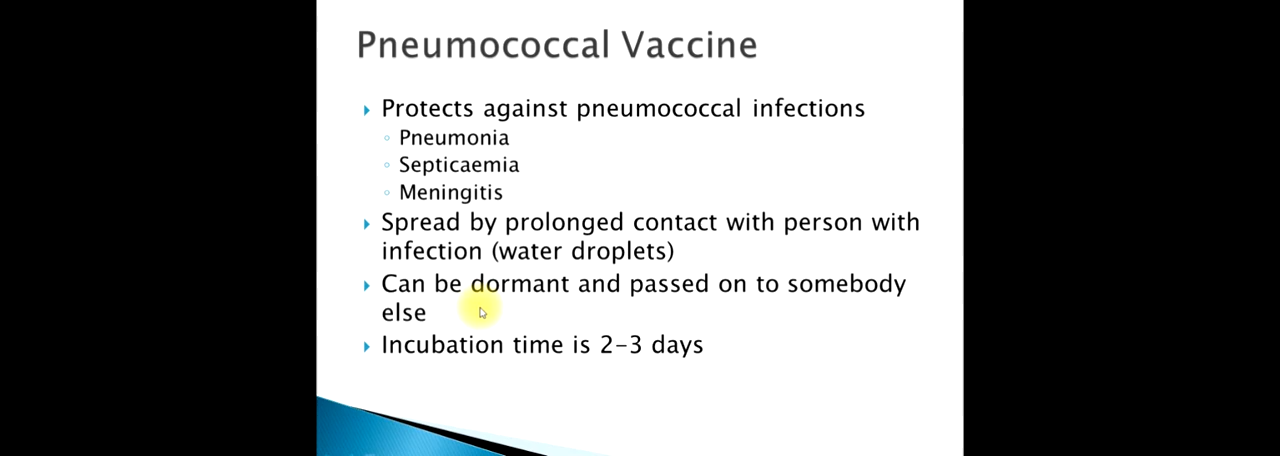 Pneumococcal Vaccine
Protects against pneumococcal infections
Pneumonia
Septicaemia
Meningitis
Spread by prolonged contact with person with
infection (water droplets)
Can be dormant and passed on to somebody
else
Incubation time is 2-3 days